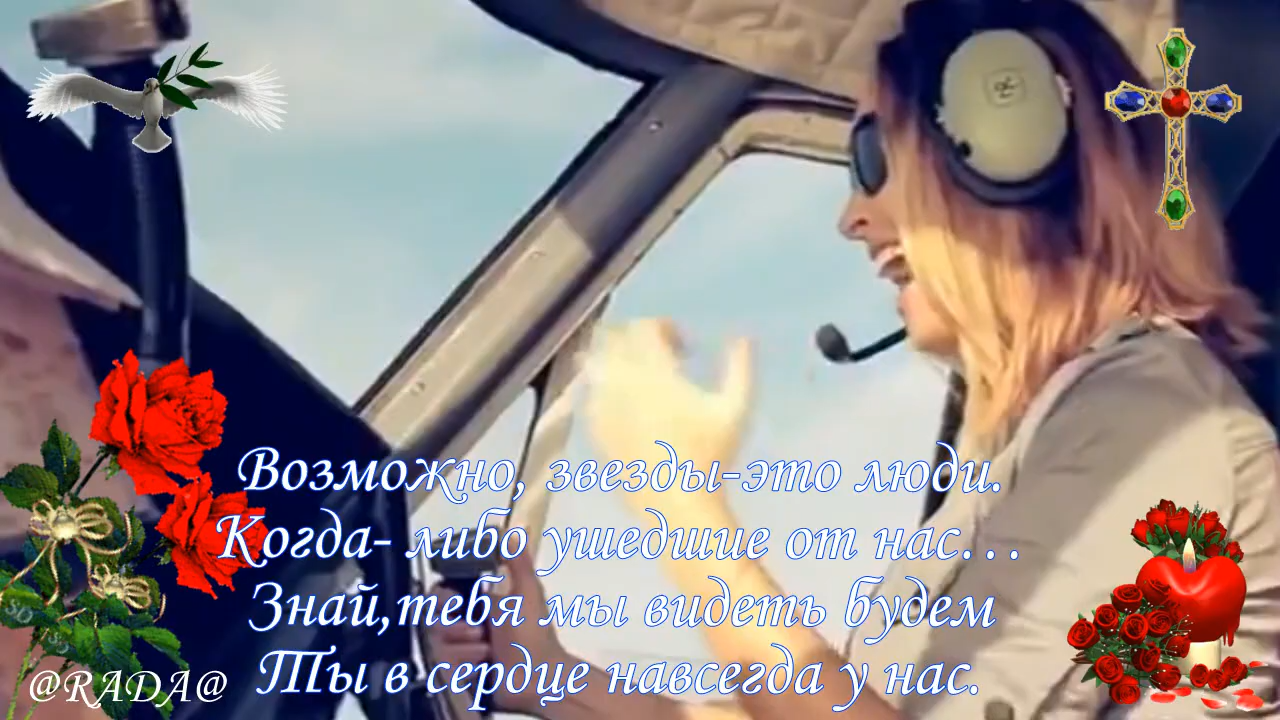 Возможно, звезды-это люди.
Когда- либо ушедшие от нас...
Знай,тебя мы видеть будем
Ты в сердце навсегда у нас.
@RADA@